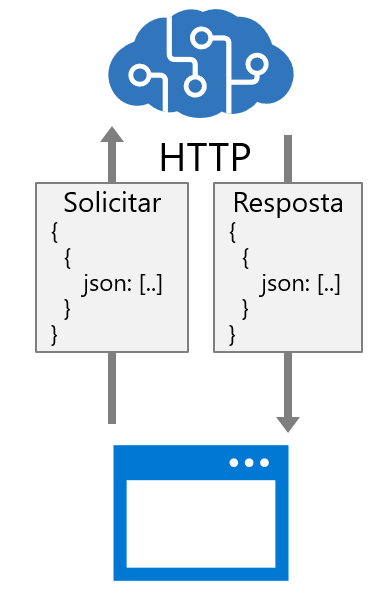 HTTP
Solicitar
{
{
json: [..]
}
}
Resposta
{
{
json: [..]
}
}